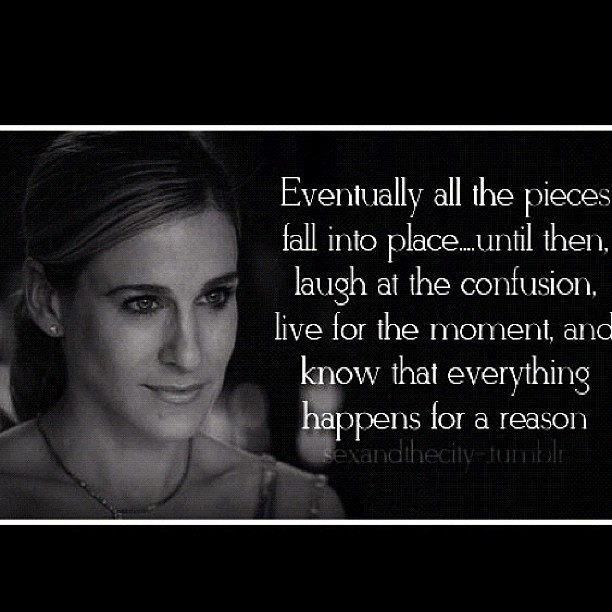 Eventually all the pieces
fall into place....until then,
laugh at the confusion,
live for the moment, and
know that everything
happens for a reason
sexandthecity-tumblr